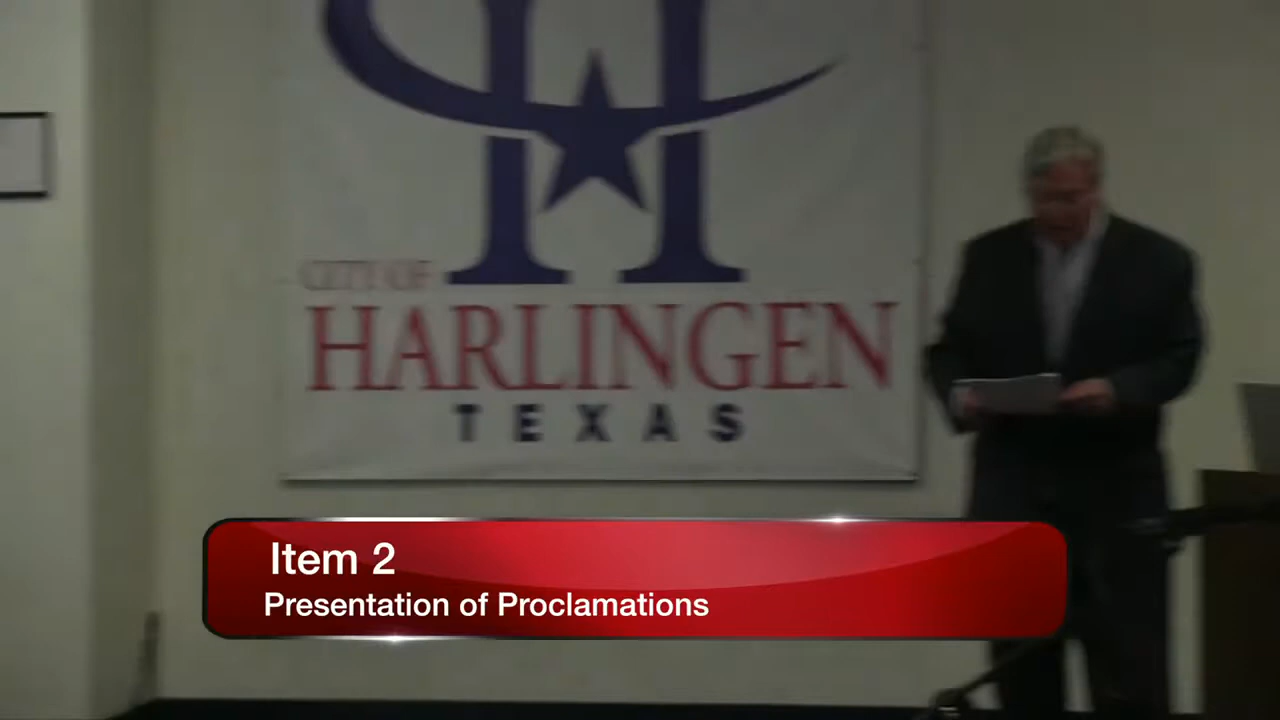 H
CITY OF
HARLINGEN
TEXAS
Item 2
Presentation of Proclamations